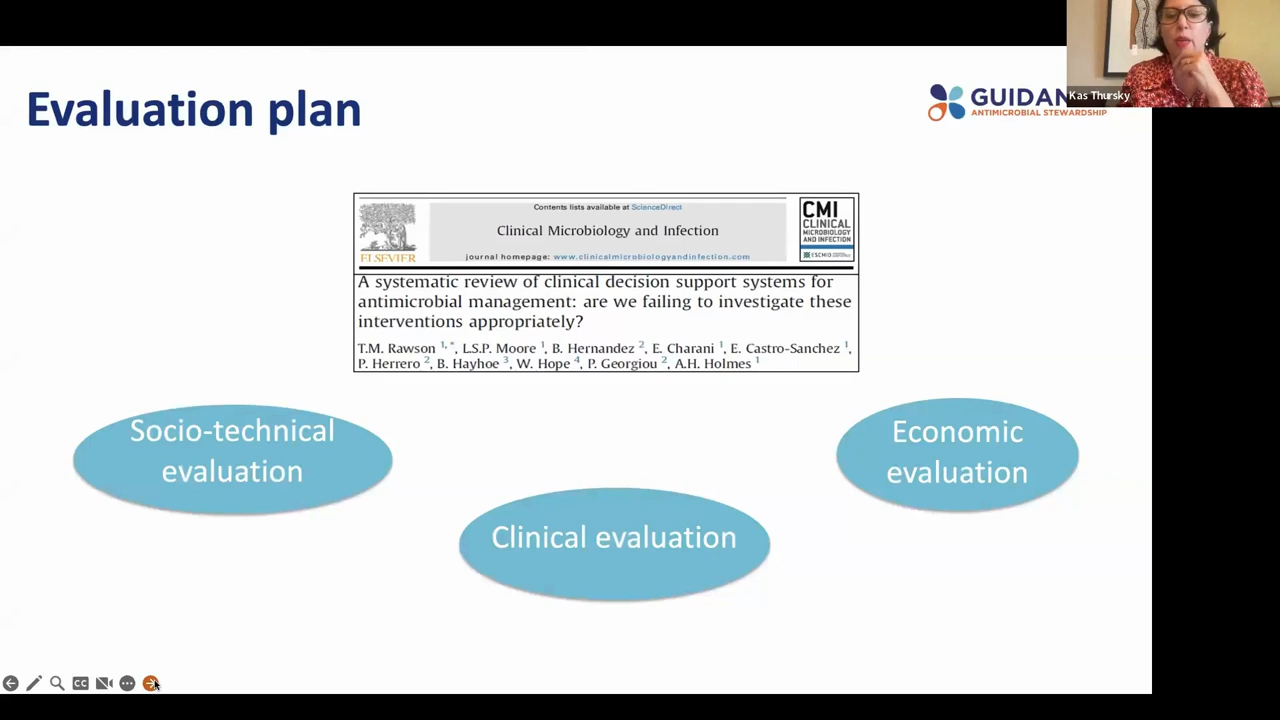 Evaluation plan
GUIDAN
ANTIMICROBIAL STEWARDSHIP
Kas Thursky
Contents lists available at ScienceDirect
Clinical Microbiology and Infection
journal homepage: www.clinicalmicrobiologyandinfection.com
ELSEVIER
CMI
CLINICAL
MICROBIOLOGY
AND INFECTION
ESCMID
A systematic review of clinical decision support systems for
antimicrobial management: are we failing to investigate these
interventions appropriately?
T.M. Rawson 1,*, L.S.P. Moore 1, B. Hernandez 2, E. Charani 1, E. Castro-Sanchez 1,
P. Herrero 2, B. Hayhoe 3, W. Hope 4, P. Georgiou 2, A.H. Holmes 1
Socio-technical
evaluation
Clinical evaluation
Economic
evaluation
CC